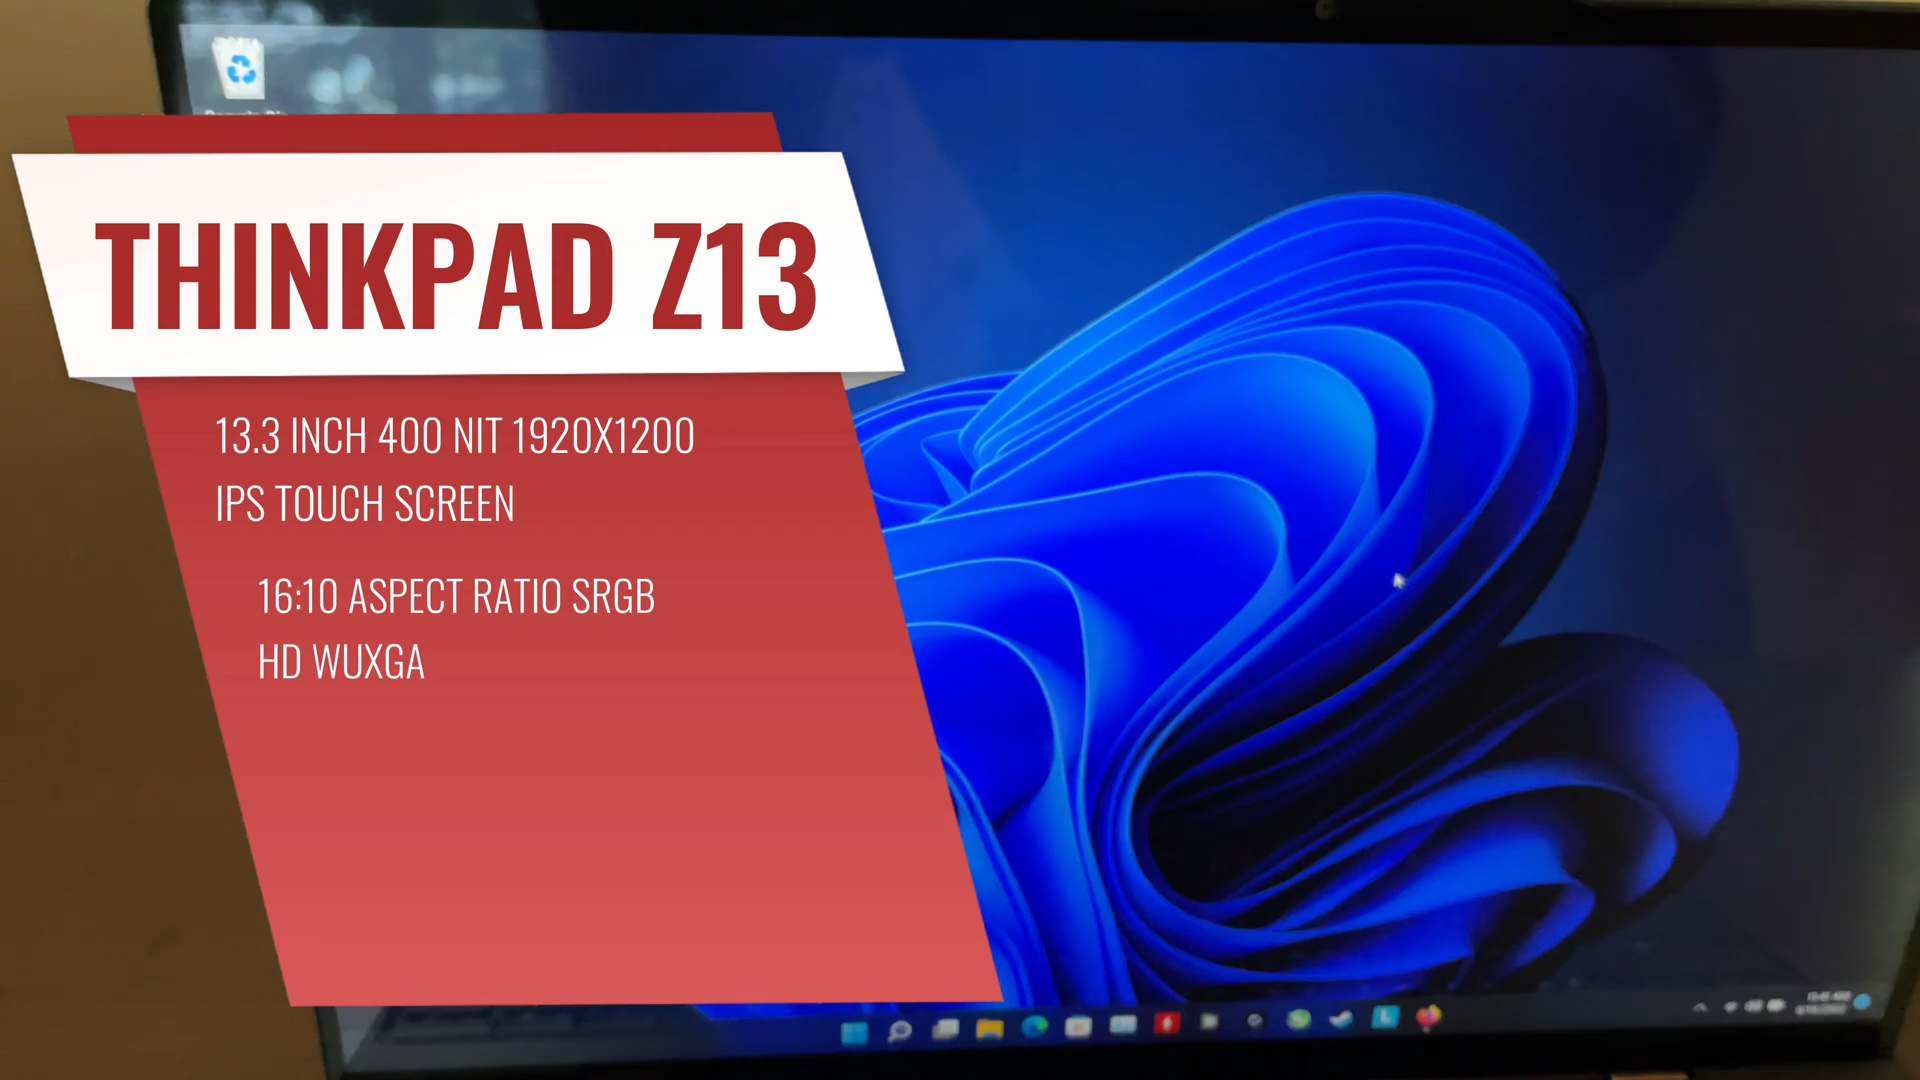 THINKPAD Z13
13.3 INCH 400 NIT 1920X1200
IPS TOUCH SCREEN
16:10 ASPECT RATIO SRGB
HD WUXGA